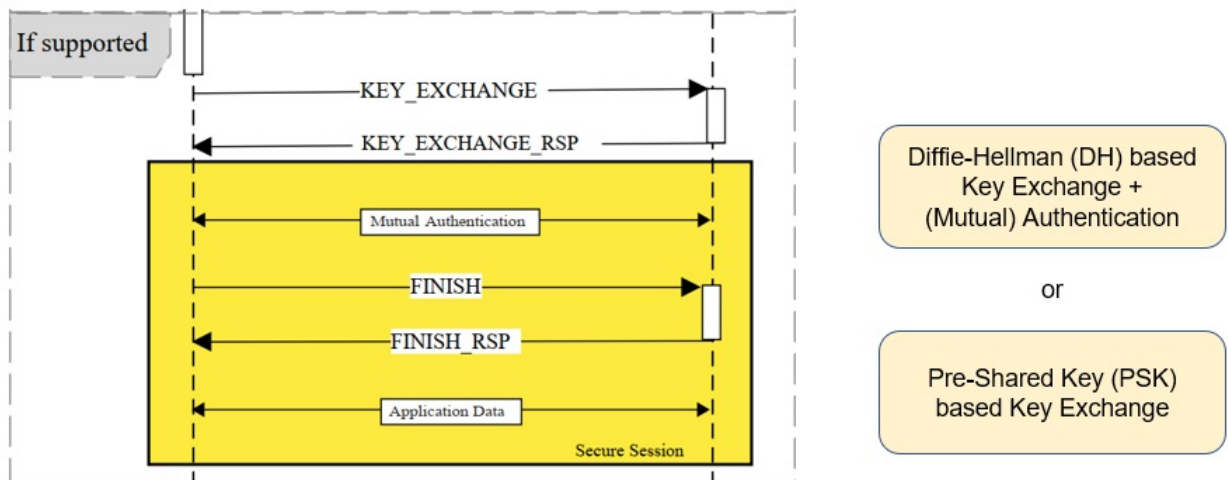 If supported
KEY_EXCHANGE
KEY_EXCHANGE_RSP
Mutual Authentication
FINISH
FINISH_RSP
Application Data
Secure Session
Diffie-Hellman (DH) based
Key Exchange +
(Mutual) Authentication
or
Pre-Shared Key (PSK)
based Key Exchange